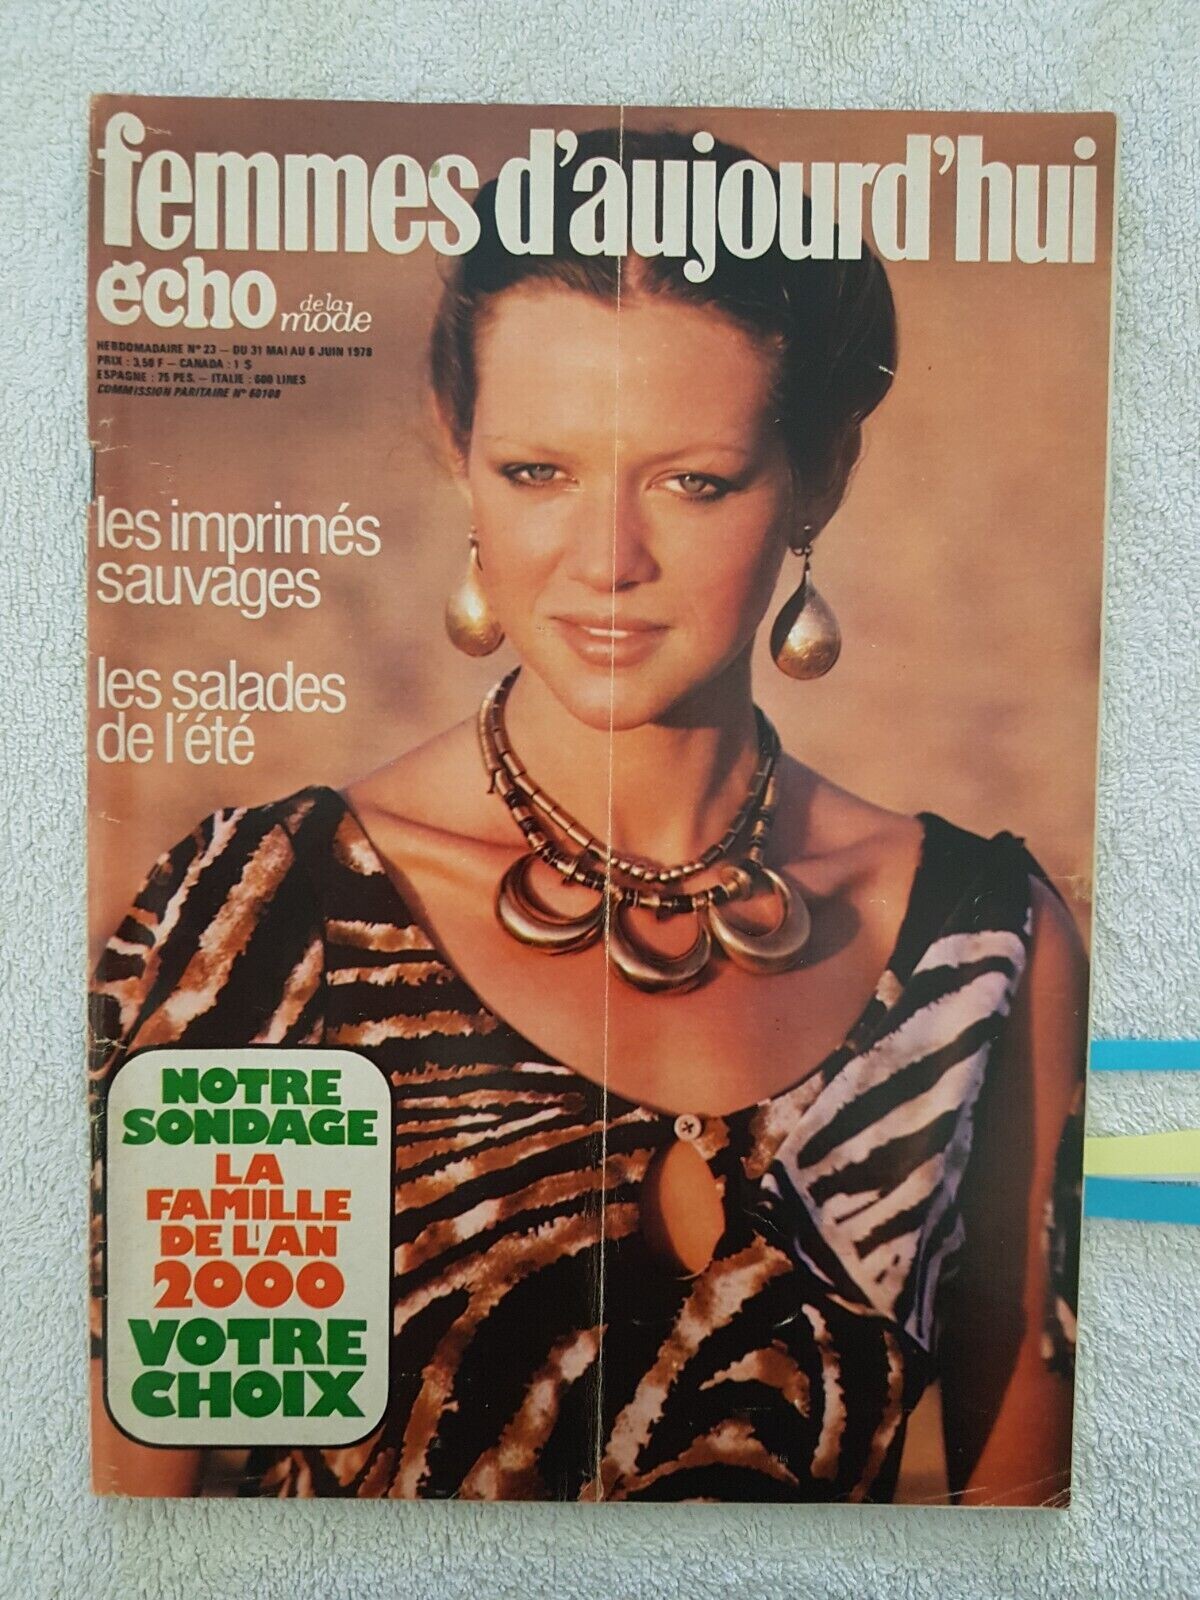 femmes d'aujourd'hui
écho de la mode
HEBDOMADAIRE N° 23 — DU 31 MAI AU 6 JUIN 1978
PRIX : 3,50 F — CANADA : 1 $
ESPAGNE : 75 PES. — ITALIE : 600 LIRES
COMMISSION PARITAIRE N° 60108
les imprimés
sauvages
les salades
de l'été
NOTRE
SONDAGE
LA
FAMILLE
DE L'AN
2000
VOTRE
CHOIX